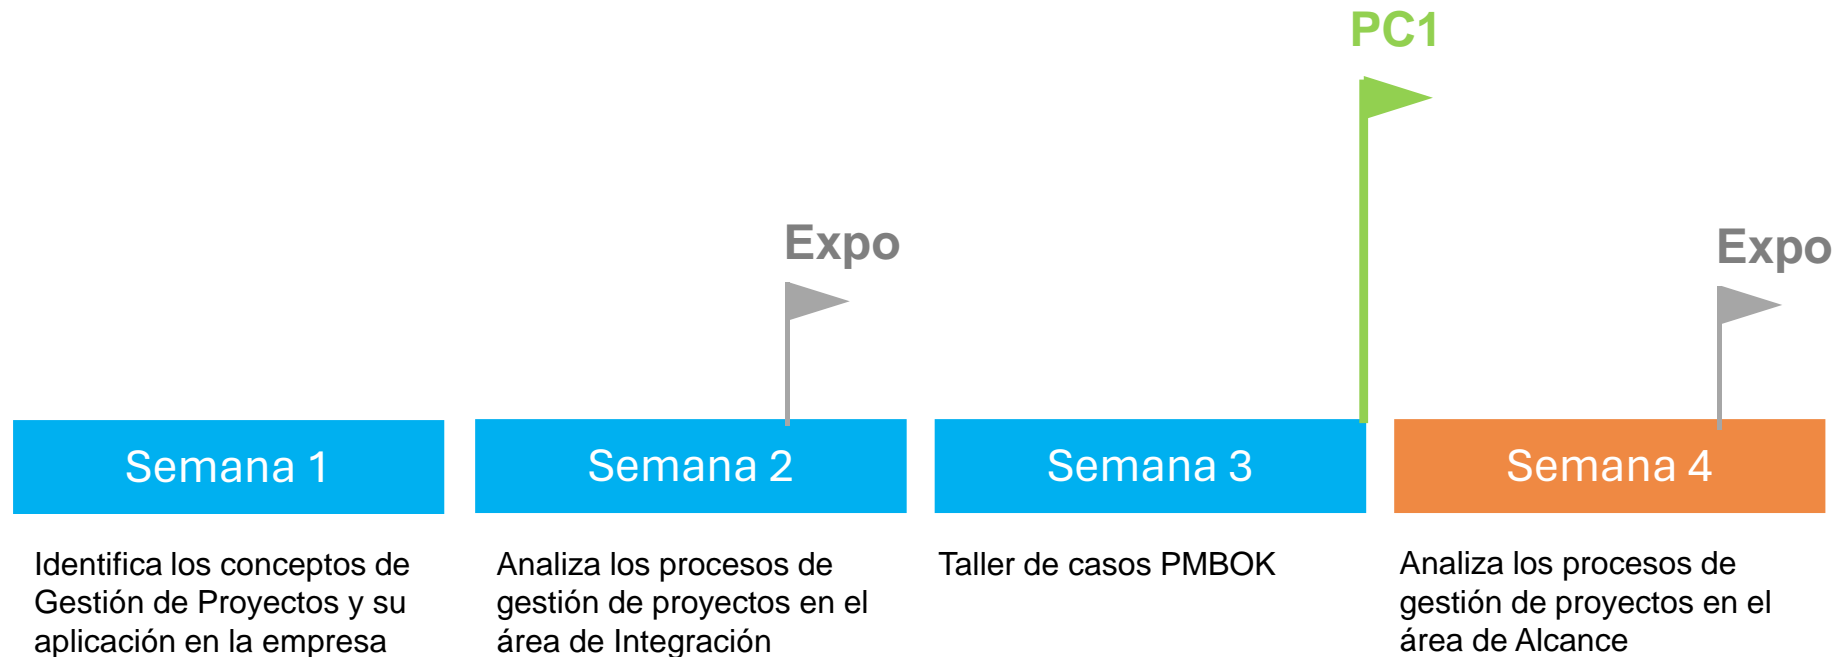 PC1
Expo
Expo
Semana 1
Semana 2
Semana 3
Semana 4
Identifica los conceptos de
Gestión de Proyectos y su
aplicación en la empresa
Analiza los procesos de
gestión de proyectos en el
área de Integración
Taller de casos PMBOK
Analiza los procesos de
gestión de proyectos en el
área de Alcance